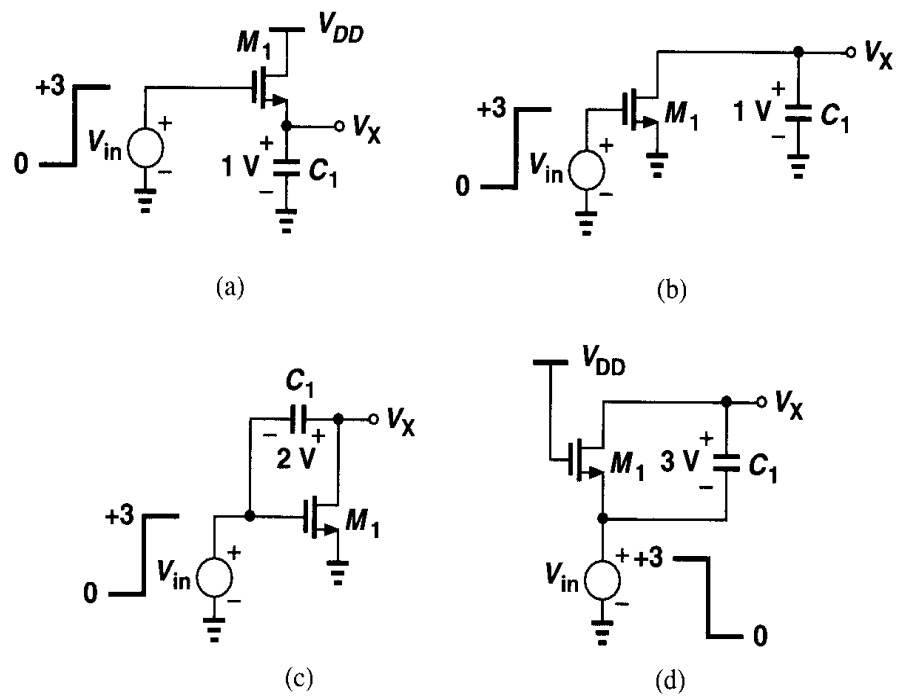 M1
VDD
+3
0
Vin
+
−
VX
1 V
+
−
C1
(a)
+3
0
Vin
+
−
M1
VX
1 V
+
−
C1
(b)
C1
−
+
2 V
VX
M1
+3
0
Vin
+
−
(c)
VDD
VX
M1
3 V
+
−
C1
Vin
+
−
+3
0
(d)